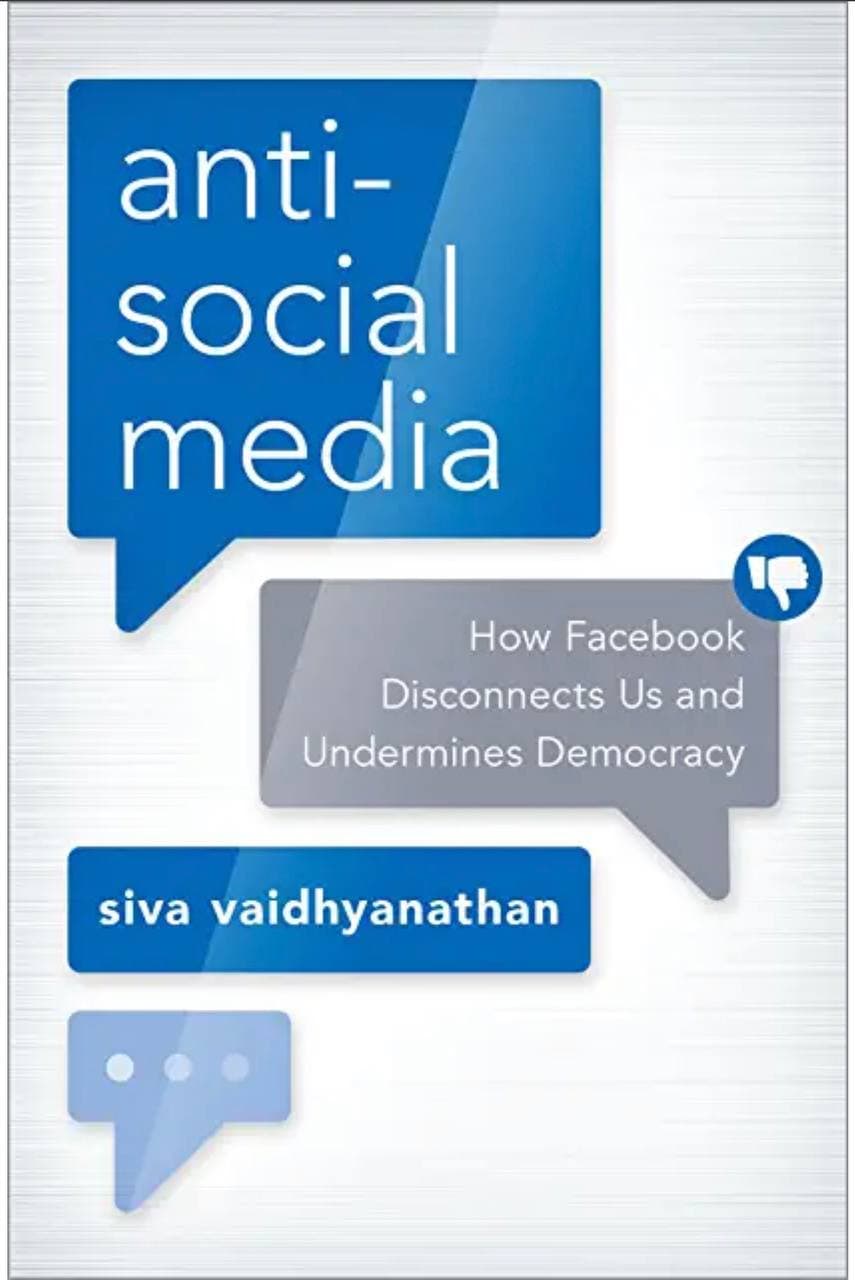 anti-
social
media
How Facebook
Disconnects Us and
Undermines Democracy
siva vaidhyanathan